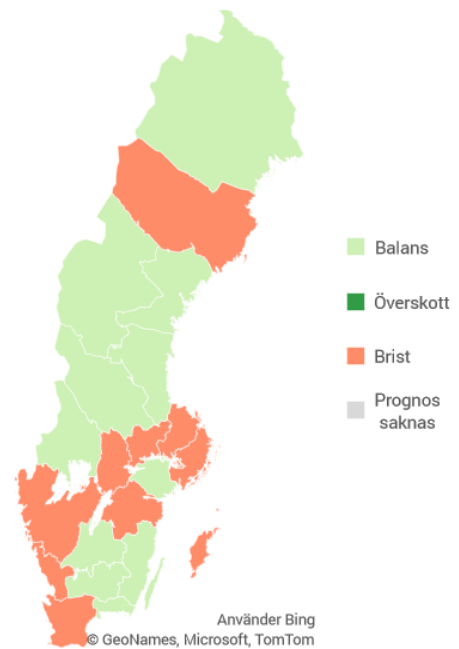 Balans
Överskott
Brist
Prognos
saknas
Använder Bing
© GeoNames, Microsoft, TomTom